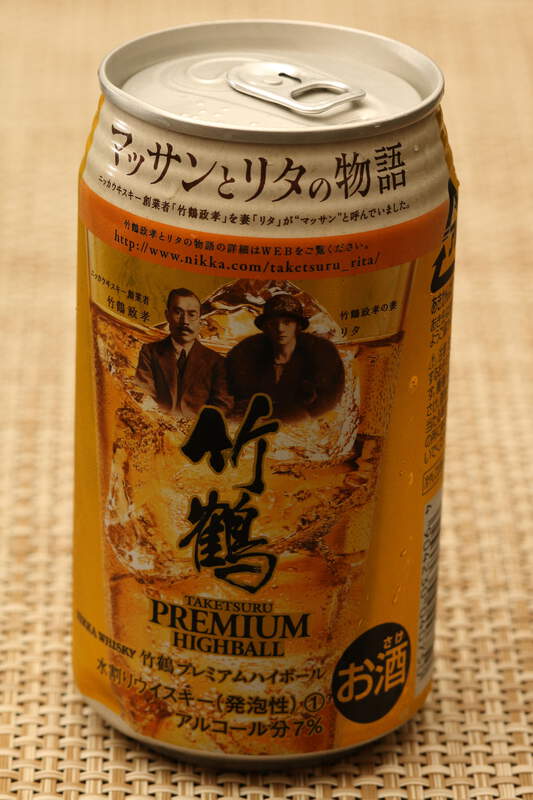 マッサンとリタの物語
ニッカウヰスキー創業者「竹鶴政孝」を妻「リタ」が“マッサン”と呼んでいました。
竹鶴政孝とリタの物語の詳細はWEBをご覧ください。
http://www.nikka.com/taketsuru_rita/
ニッカウヰスキー創業者
竹鶴政孝
竹鶴政孝の妻
リタ
竹鶴
TAKETSURU
PREMIUM
HIGHBALL
NIKKA WHISKY 竹鶴プレミアムハイボール
水割りウイスキー(発泡性)①
アルコール分7%
さけ
お酒